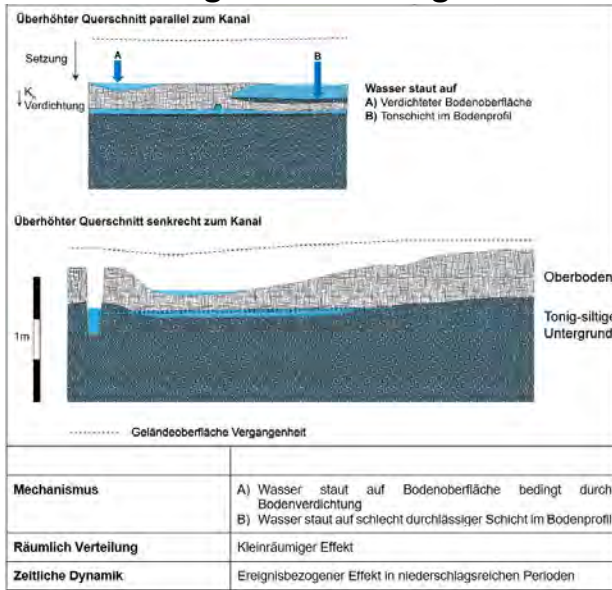 Überhöhter Querschnitt parallel zum Kanal
A
B
Setzung
K
Verdichtung
Wasser staut auf
A) Verdichteter Bodenoberfläche
B) Tonschicht im Bodenprofil
Überhöhter Querschnitt senkrecht zum Kanal
Oberboden
Tonig-siltige
Untergrund
1m
Geländeoberfläche Vergangenheit
Mechanismus
A) Wasser staut auf Bodenoberfläche bedingt durch
Bodenverdichtung
B) Wasser staut auf schlecht durchlässiger Schicht im Bodenprofil
Räumlich Verteilung
Kleinräumiger Effekt
Zeitliche Dynamik
Ereignisbezogener Effekt in niederschlagsreichen Perioden